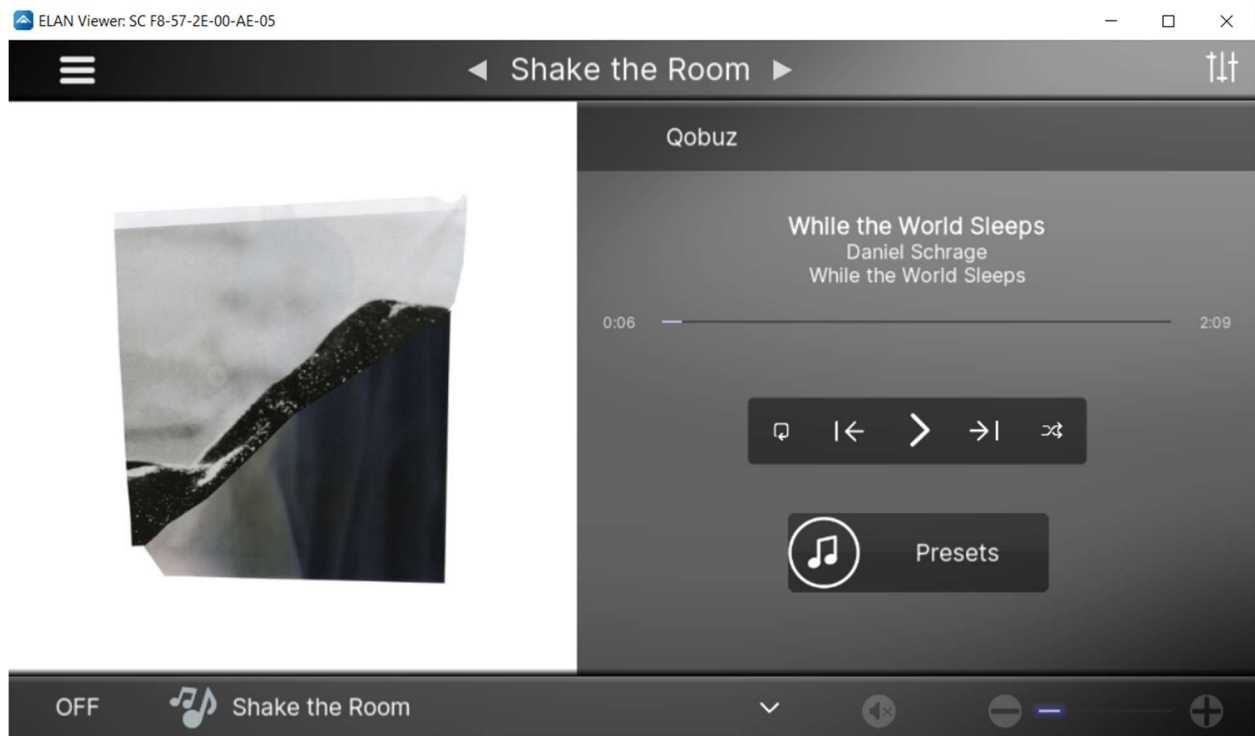 ELAN Viewer: SC F8-57-2E-00-AE-05
Shake the Room
Qobuz
While the World Sleeps
Daniel Schrage
While the World Sleeps
0:06 2:09
Presets
OFF Shake the Room